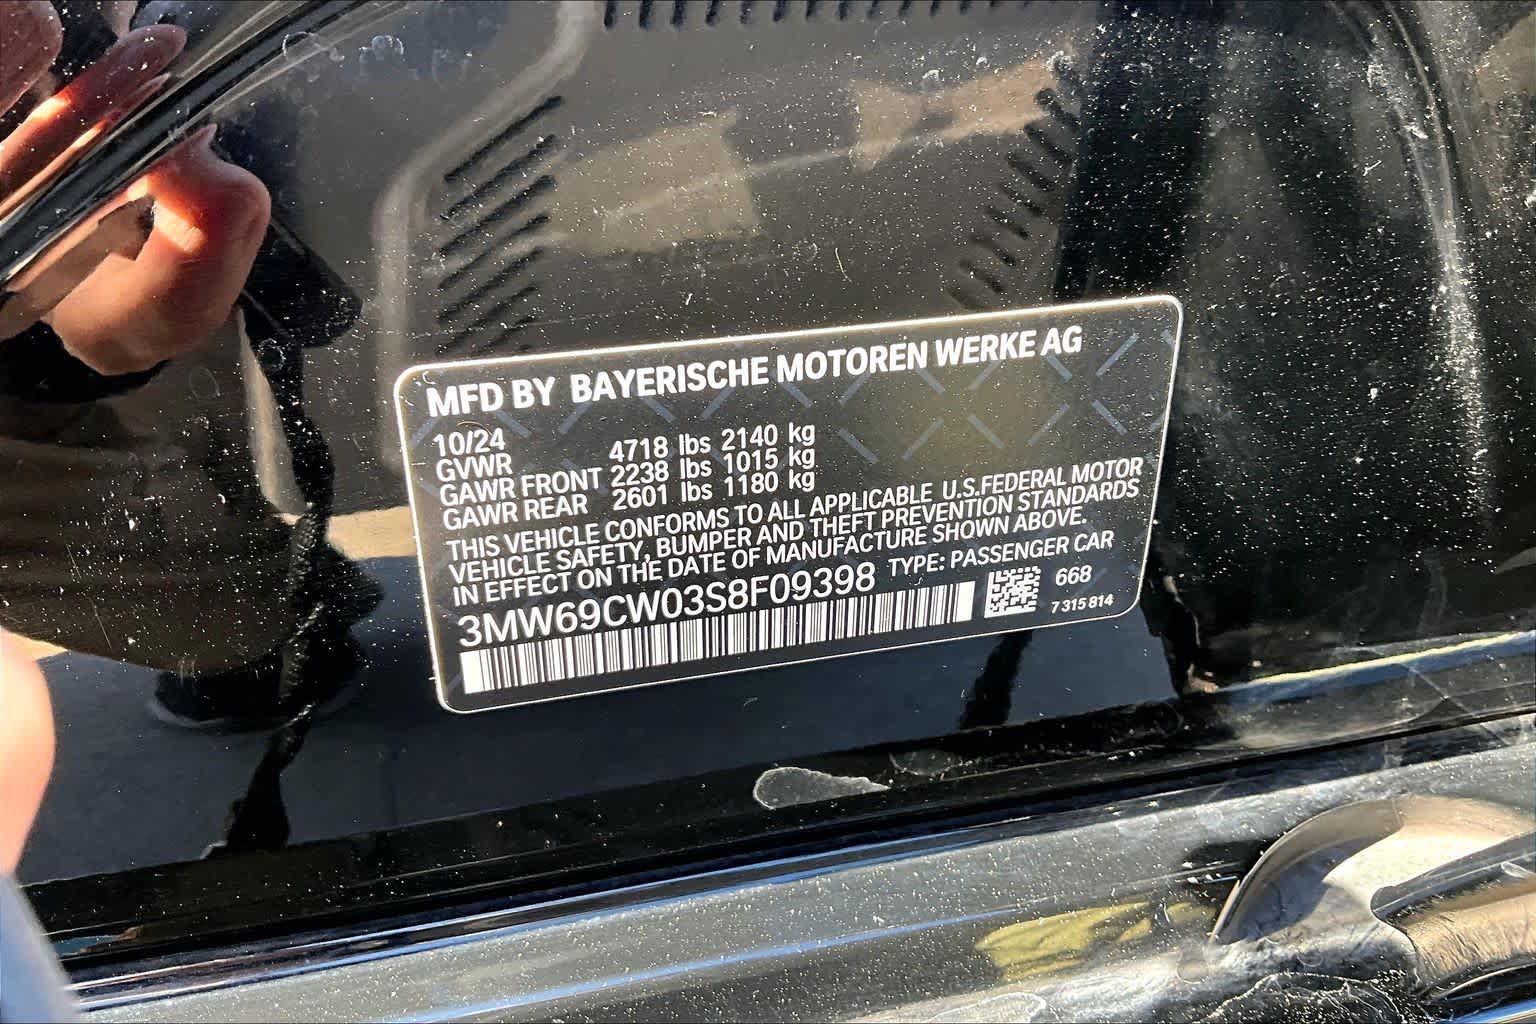 MFD BY BAYERISCHE MOTOREN WERKE AG
10/24
GVWR 4718 lbs 2140 kg
GAWR FRONT 2238 lbs 1015 kg
GAWR REAR 2601 lbs 1180 kg
THIS VEHICLE CONFORMS TO ALL APPLICABLE U.S.FEDERAL MOTOR
VEHICLE SAFETY, BUMPER AND THEFT PREVENTION STANDARDS
IN EFFECT ON THE DATE OF MANUFACTURE SHOWN ABOVE.
3MW69CW03S8F09398 TYPE: PASSENGER CAR
668
7 315 814